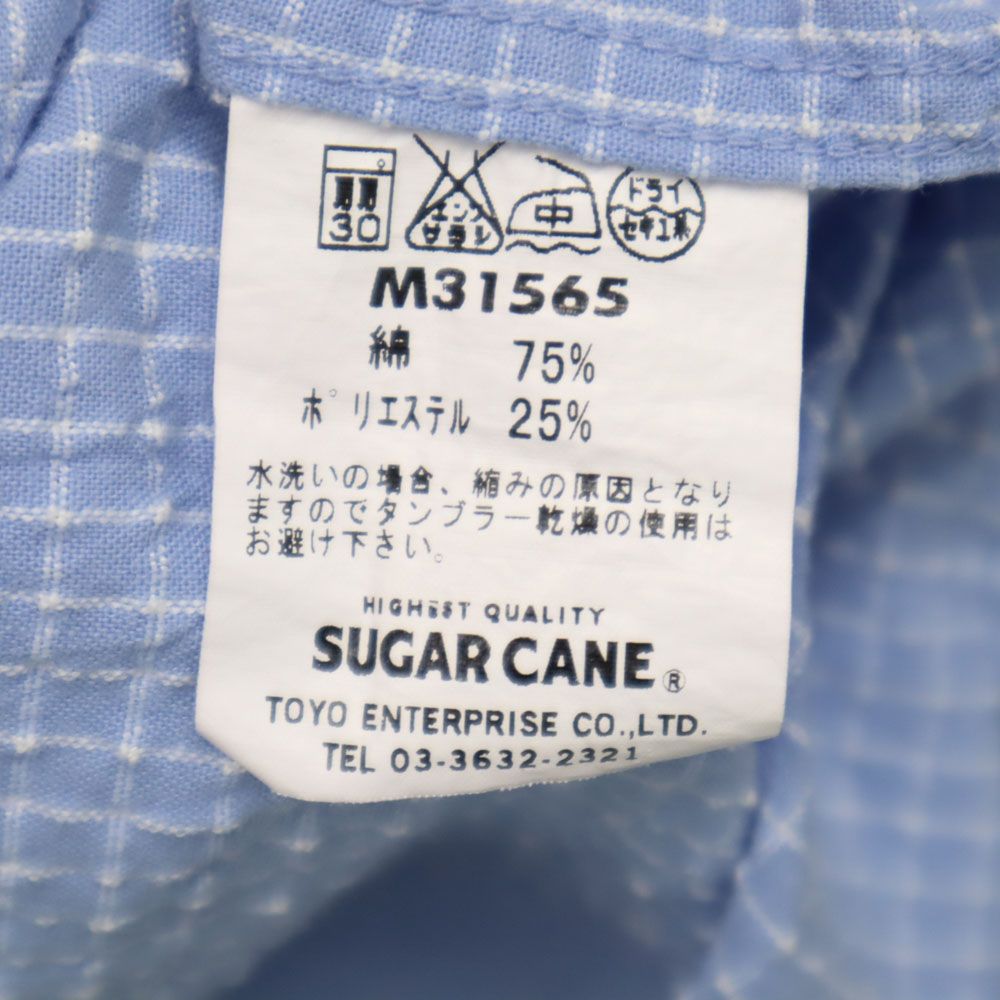 弱 30
エンソ サラシ
中
ドライ セキユ系
M31565
綿 75%
ポリエステル 25%
水洗いの場合、縮みの原因となり
ますのでタンブラー乾燥の使用は
お避け下さい。
HIGHEST QUALITY
SUGAR CANE ®
TOYO ENTERPRISE CO.,LTD.
TEL 03-3632-2321